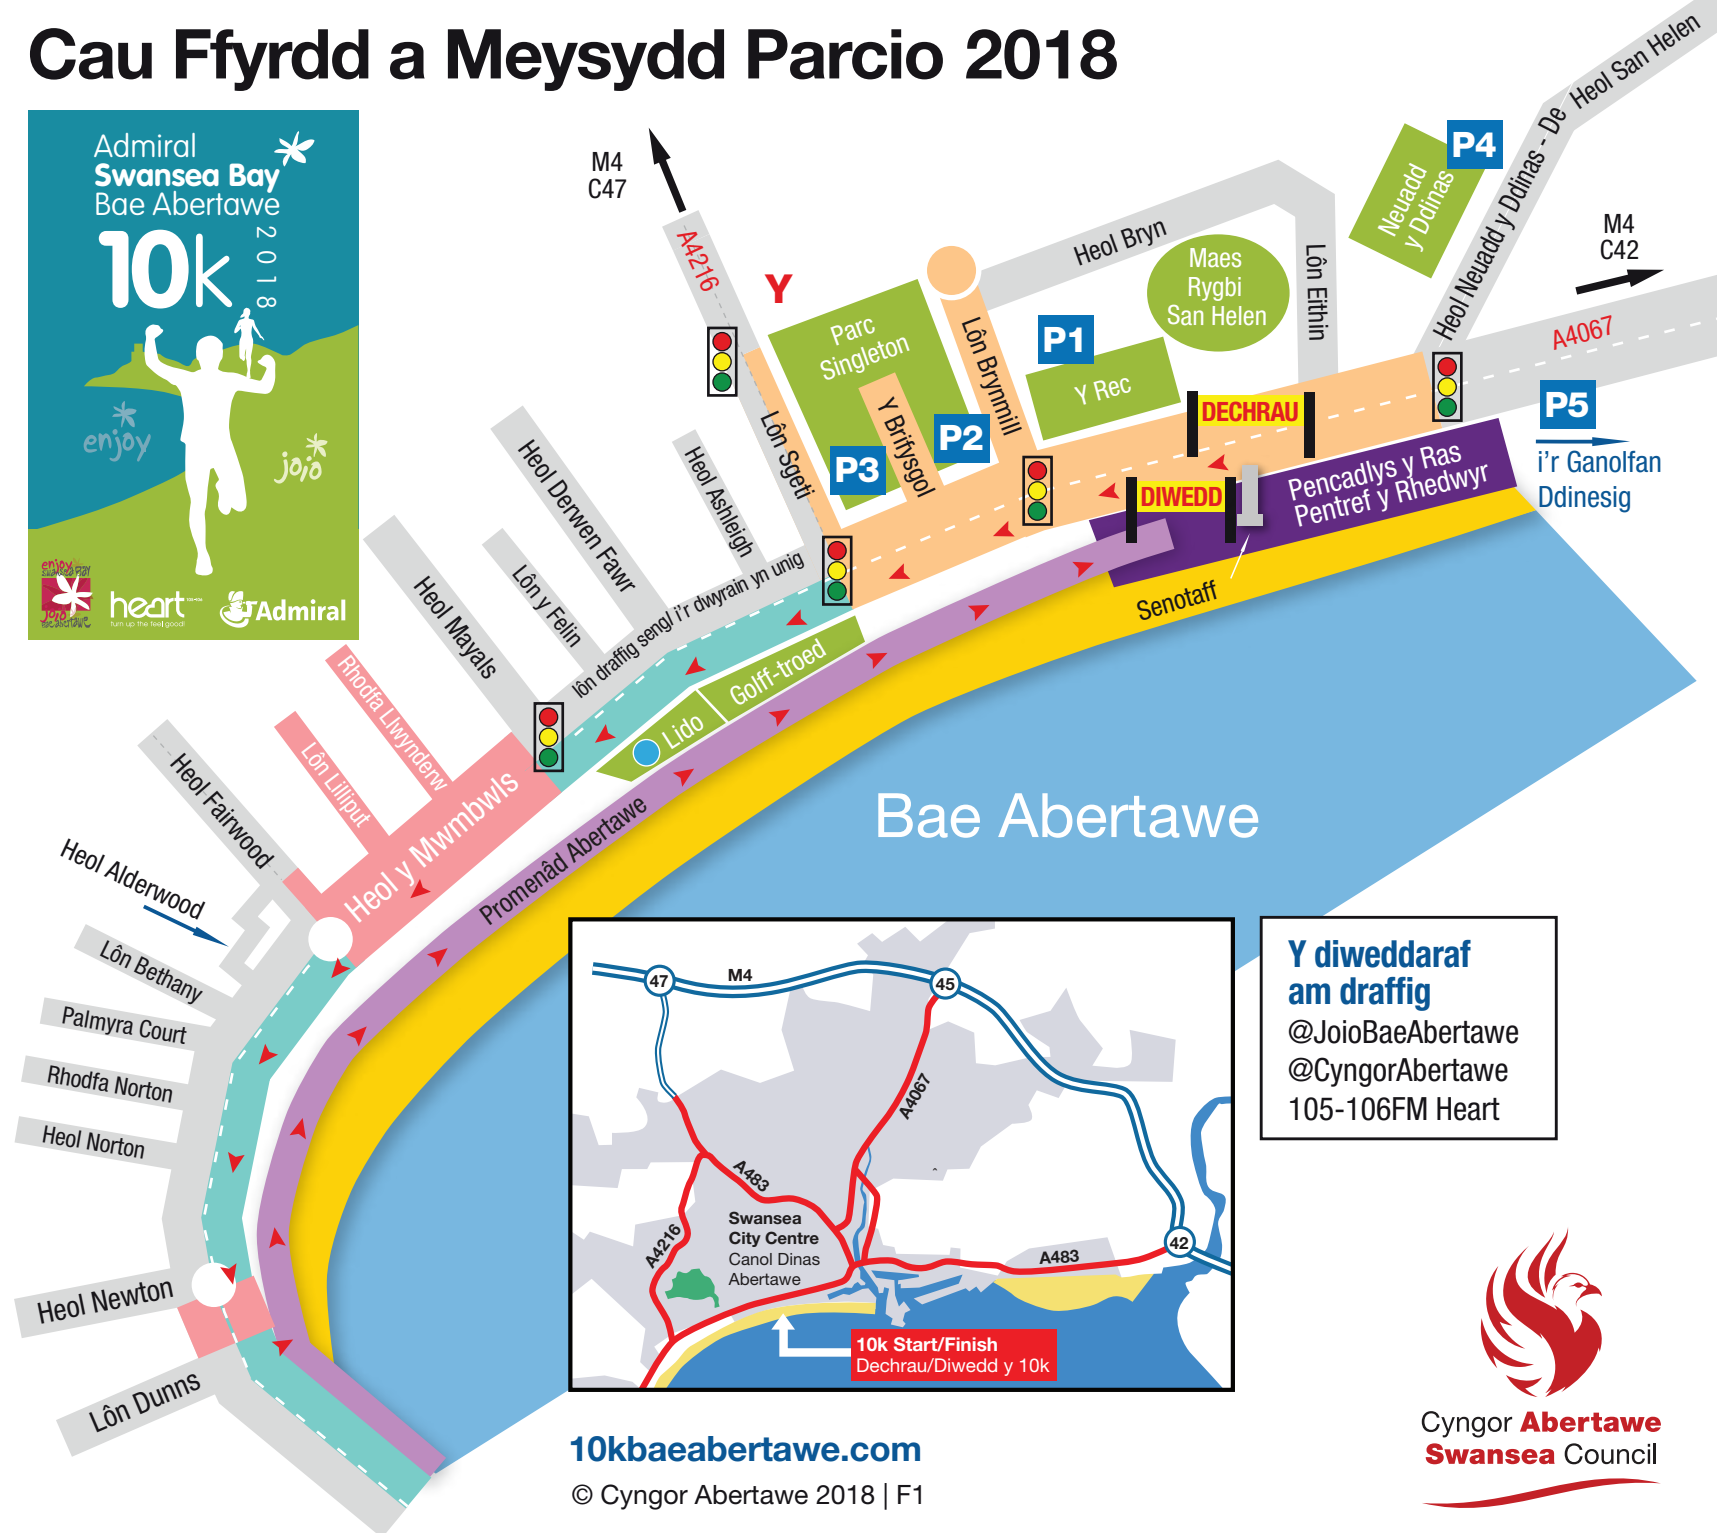 Cau Ffyrdd a Meysydd Parcio 2018
Admiral
Swansea Bay
Bae Abertawe
10k
2018
enjoy
jojo
heart
turn up the feel good!
Admiral
M4
C47
A4216
Y
Parc
Singleton
Lôn Sgeti
Y Brifysgol
P3
P2
Lôn Brynmill
Heol Bryn
P1
Y Rec
Maes
Rygbi
San Helen
Lôn Eithin
Neuadd
y Ddinas
P4
Heol Neuadd y Ddinas - De
Heol San Helen
M4
C42
A4067
P5
i'r Ganolfan
Ddinesig
DECHRAU
DIWEDD
Pencadlys y Ras
Pentref y Rhedwyr
Senotaff
Heol Derwen Fawr
Heol Ashleigh
Lôn y Felin
Heol Mayals
lôn draffig sengl i'r dwyrain yn unig
Golff-troed
Lido
Rhodfa Llwynderw
Lôn Lilliput
Heol y Mwmbwls
Promenâd Abertawe
Bae Abertawe
Heol Fairwood
Heol Alderwood
Lôn Bethany
Palmyra Court
Rhodfa Norton
Heol Norton
Heol Newton
Lôn Dunns
47
M4
45
A4067
A483
A4216
Swansea
City Centre
Canol Dinas
Abertawe
A483
42
10k Start/Finish
Dechrau/Diwedd y 10k
Y diweddaraf
am draffig
@JoioBaeAbertawe
@CyngorAbertawe
105-106FM Heart
10kbaeabertawe.com
© Cyngor Abertawe 2018 | F1
Cyngor Abertawe
Swansea Council